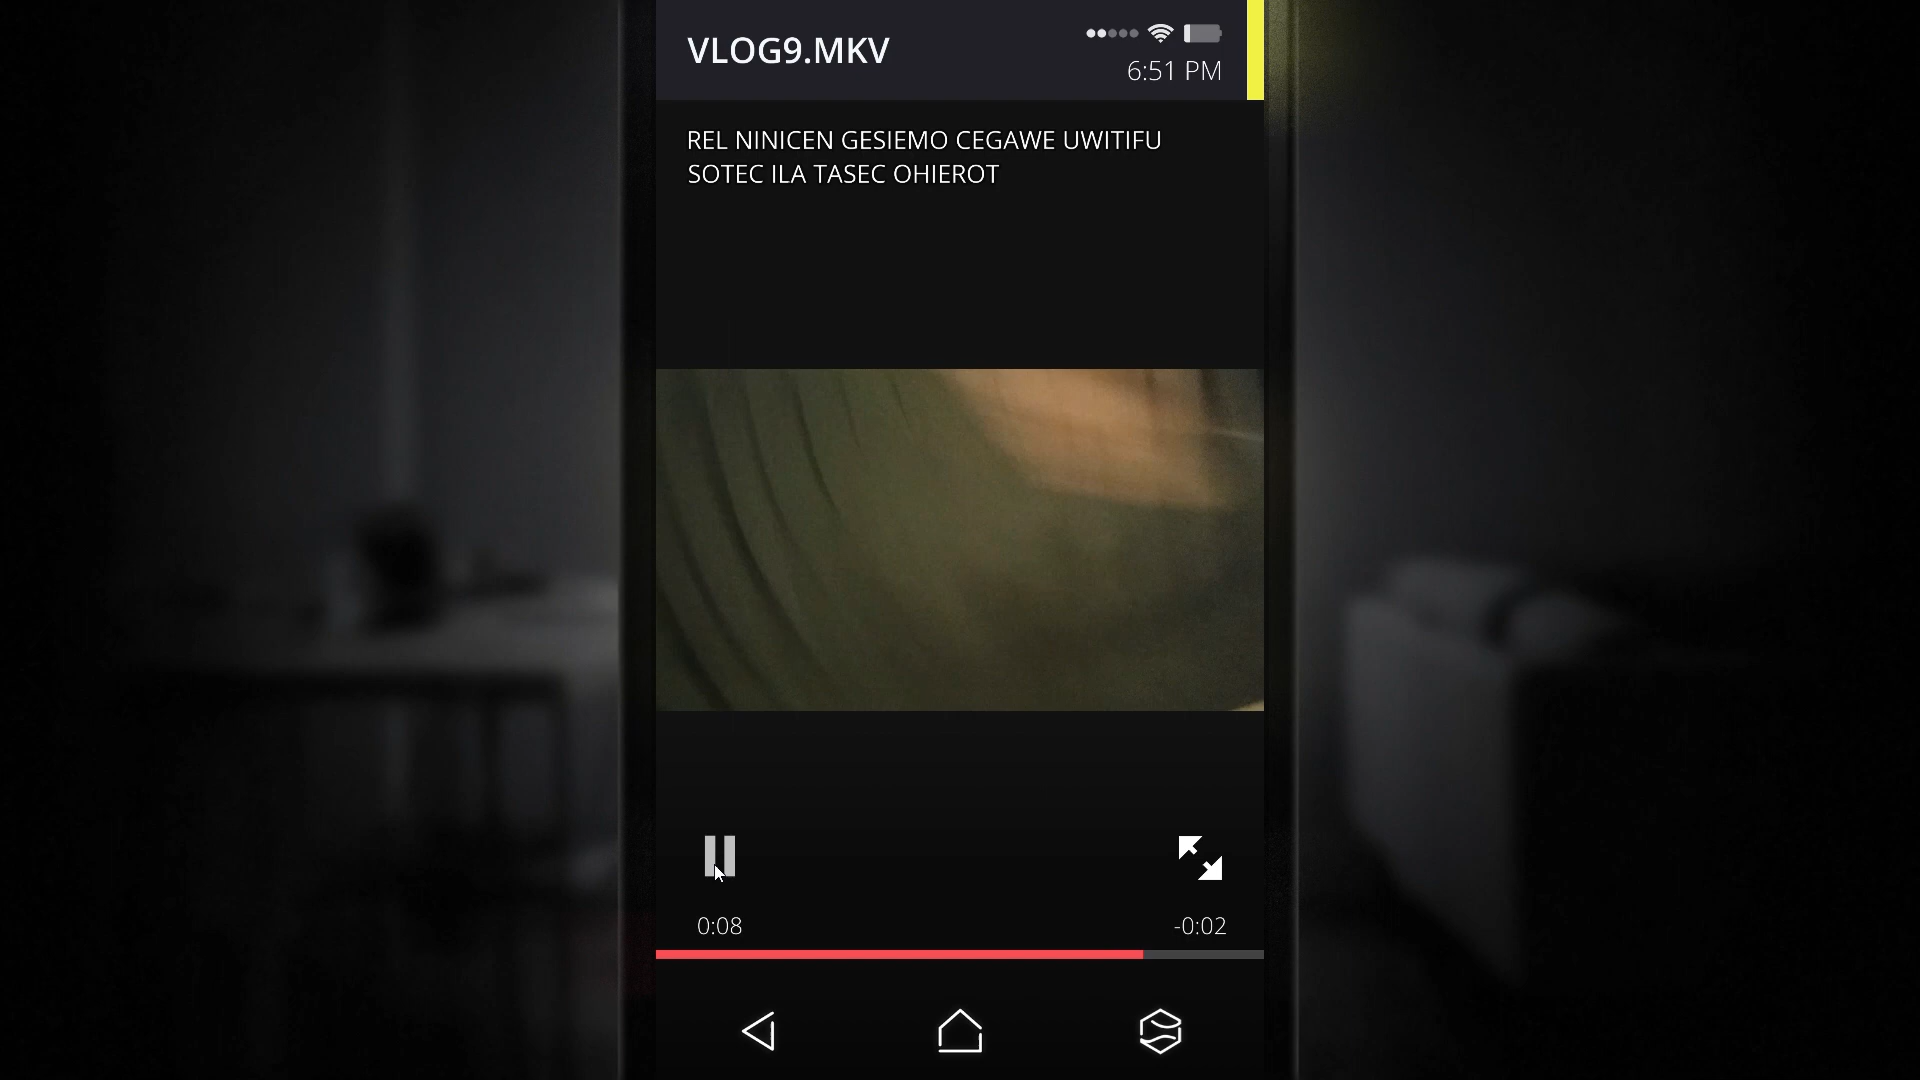 VLOG9.MKV
6:51 PM
REL NINICEN GESIEMO CEGAWE UWITIFU
SOTEC ILA TASEC OHIEROT
0:08
-0:02